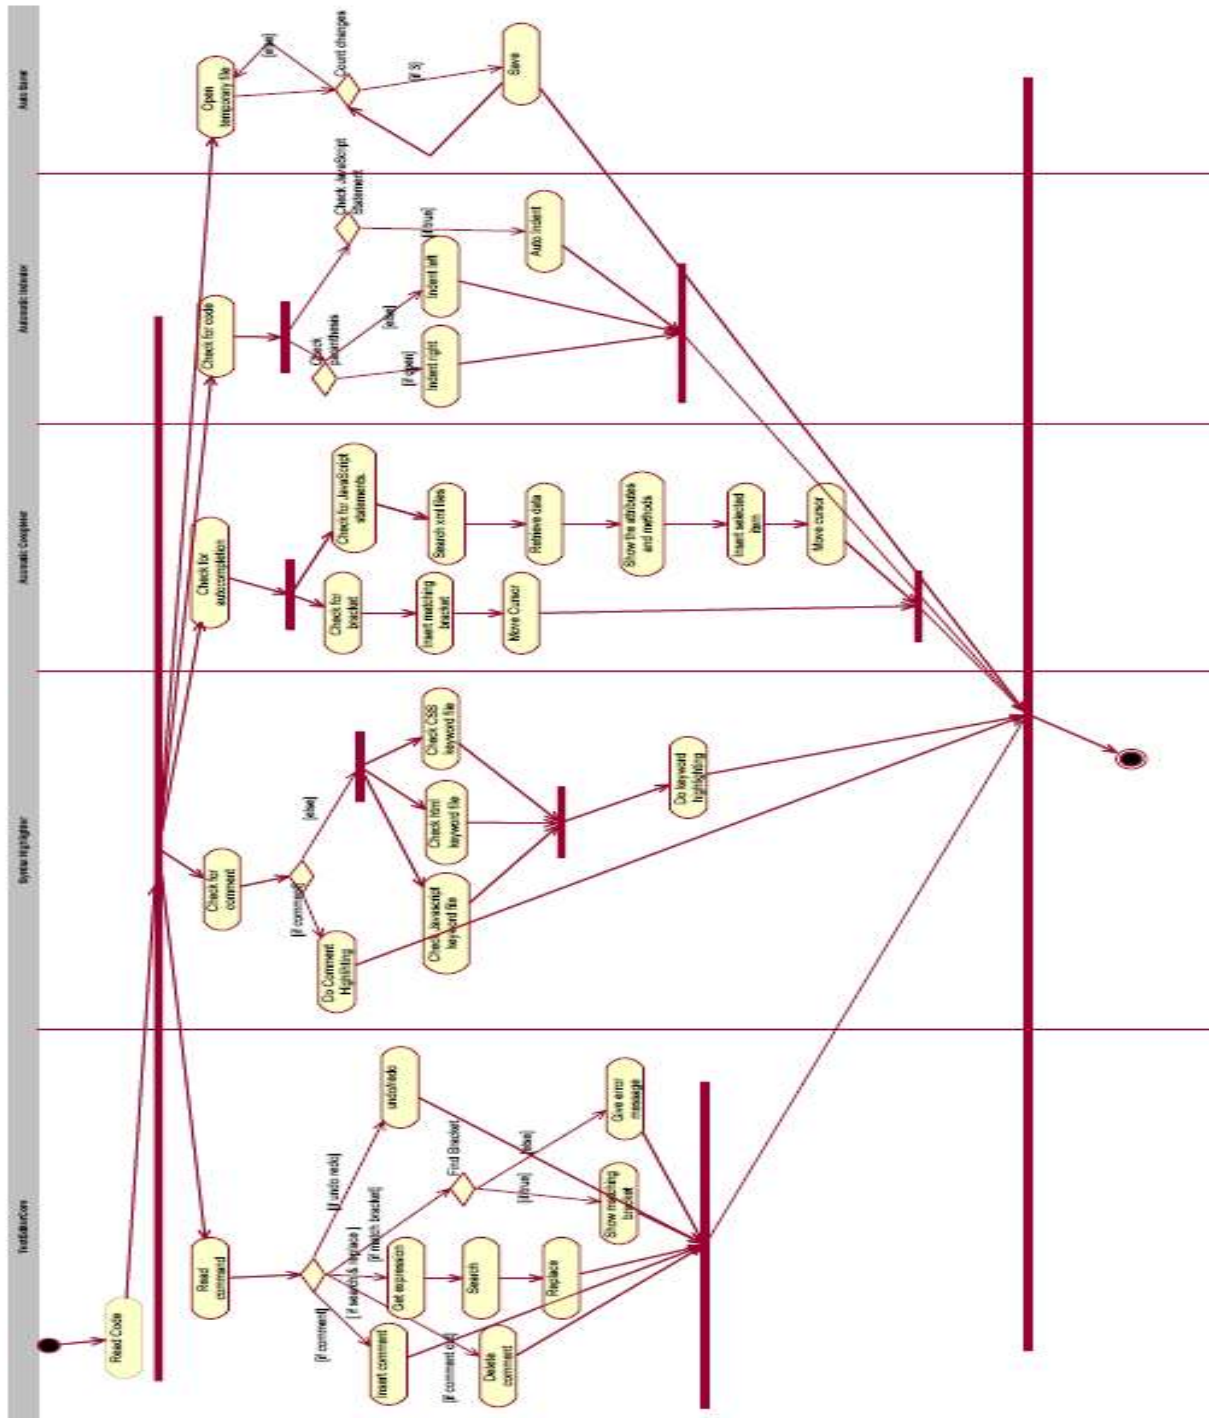 TextEditorCore
Syntax Highlighter
Automatic Completer
Automatic Indentor
Auto Saver
Read Code
Read
command
[if comment]
[if comment out]
[ if search & replace ]
[if match bracket]
[if undo redo]
Insert comment
Delete
comment
Get expression
Search
Replace
Find Bracket
[if true]
[else]
Show matching
bracket
Give error
message
undo/redo
Check for
comment
[if comment]
[else]
Do Comment
Highlihting
Chec Javascript
keyword file
Check html
keyword file
Check CSS
keyword file
Do keyword
highlighting
Check for
autocompletion
Check for
bracket
Insert matching
bracket
Move Cursor
Check for JavaScript
statements.
Search xml files
Retrieve data
Show the attributes
and methods
Insert selected
item
Move cursor
Check for code
Check
paranthesis
[if open]
[else]
Indent right
Indent left
Check JavaScript
Statement
[if true]
Auto Indent
Open
temporary file
[else]
Count changes
[if 5]
Save